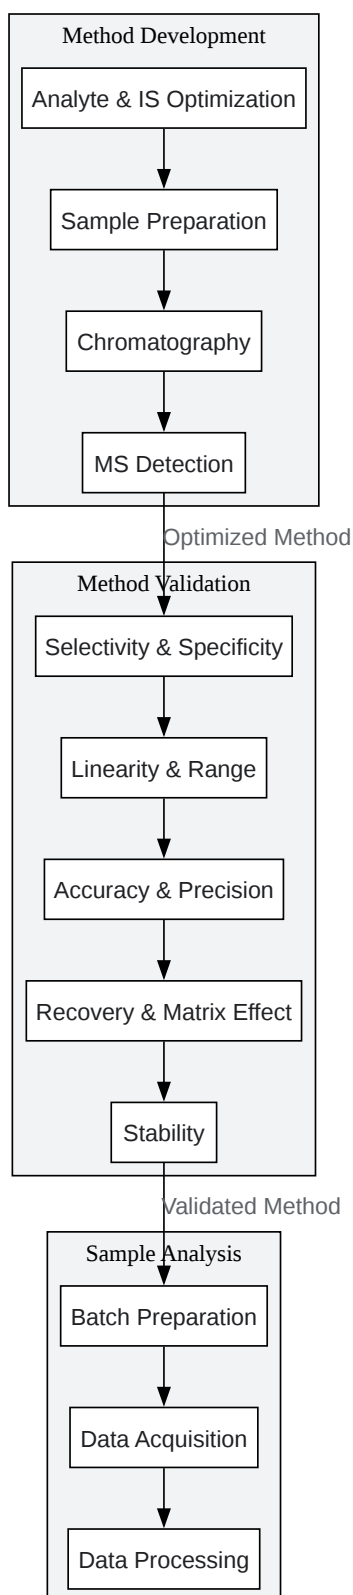 Method Development
Analyte & IS Optimization
Sample Preparation
Chromatography
MS Detection
Optimized Method
Method Validation
Selectivity & Specificity
Linearity & Range
Accuracy & Precision
Recovery & Matrix Effect
Stability
Validated Method
Sample Analysis
Batch Preparation
Data Acquisition
Data Processing